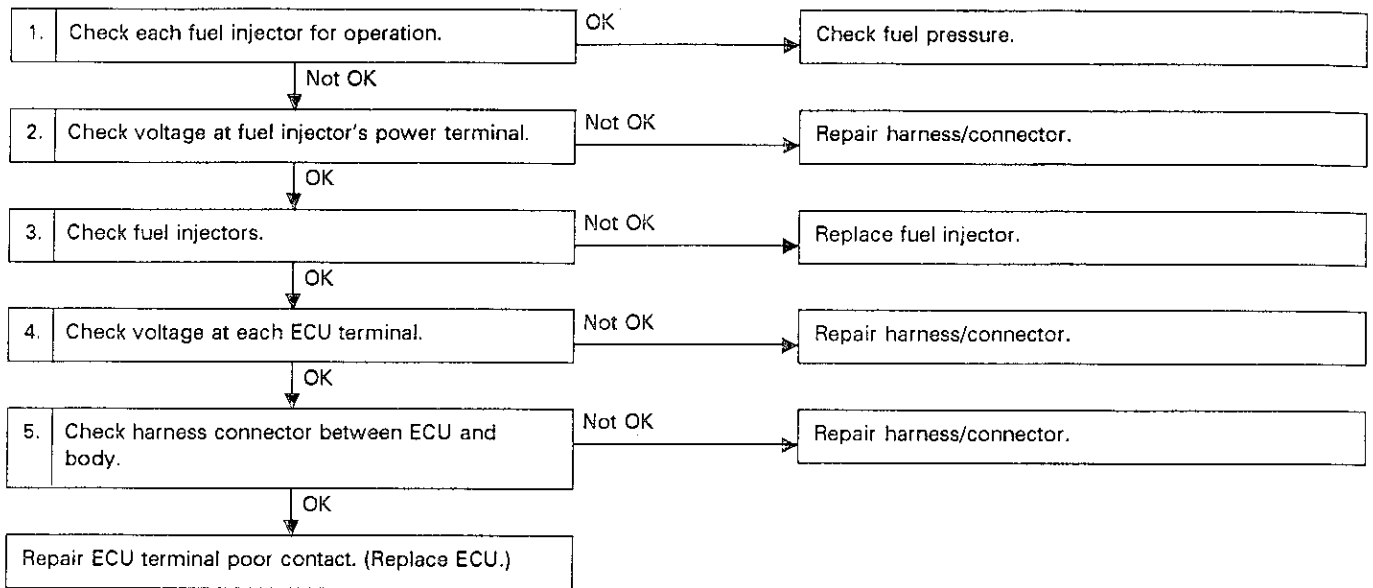 1. Check each fuel injector for operation.
OK
Check fuel pressure.
Not OK
2. Check voltage at fuel injector's power terminal.
Not OK
Repair harness/connector.
OK
3. Check fuel injectors.
Not OK
Replace fuel injector.
OK
4. Check voltage at each ECU terminal.
Not OK
Repair harness/connector.
OK
5. Check harness connector between ECU and
body.
Not OK
Repair harness/connector.
OK
Repair ECU terminal poor contact. (Replace ECU.)